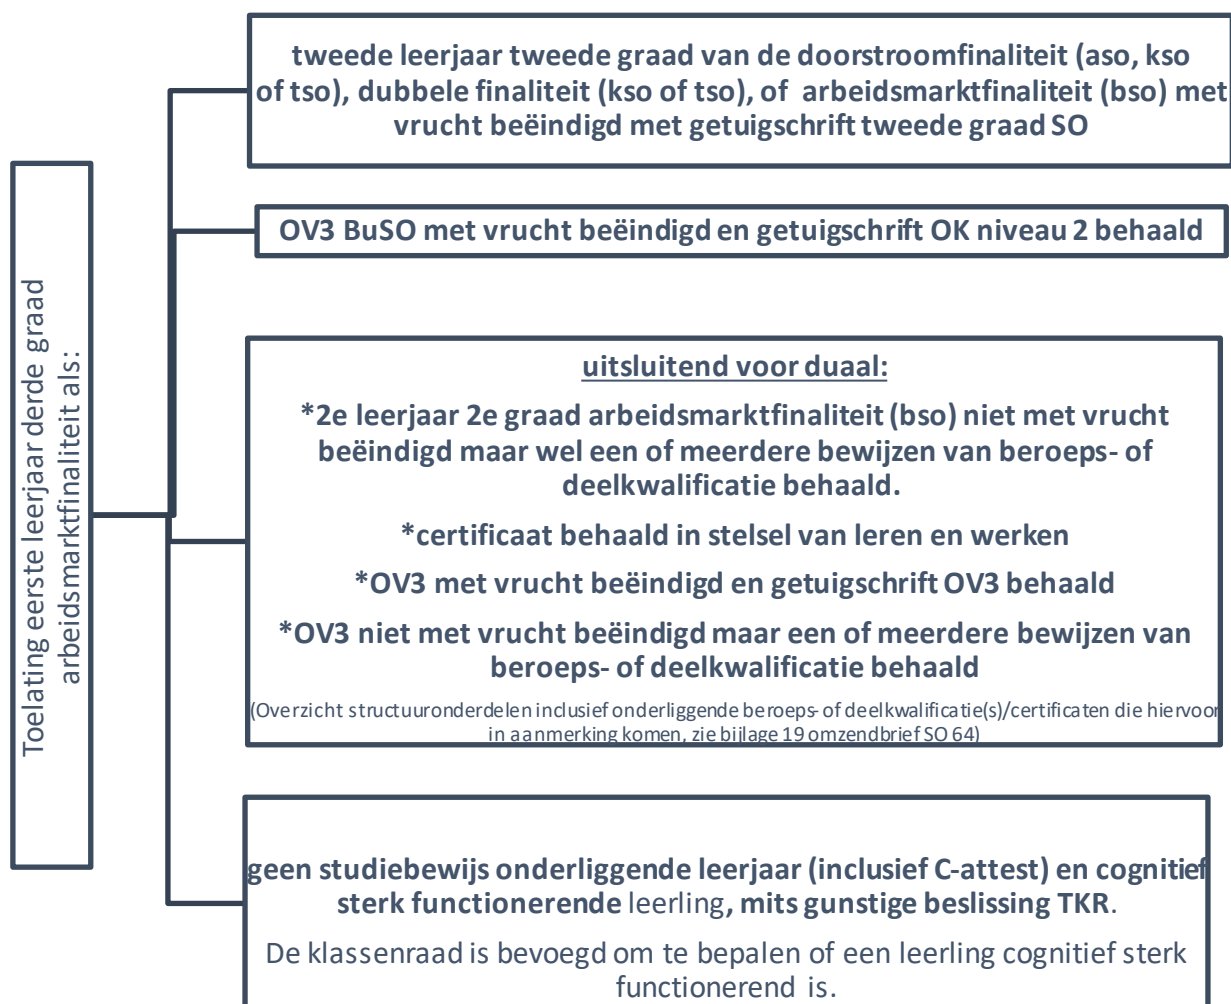 Toelating eerste leerjaar derde graad
arbeidsmarktfinaliteit als:
tweede leerjaar tweede graad van de doorstroomfinaliteit (aso, kso
of tso), dubbele finaliteit (kso of tso), of arbeidsmarktfinaliteit (bso) met
vrucht beëindigd met getuigschrift tweede graad SO
OV3 BuSO met vrucht beëindigd en getuigschrift OK niveau 2 behaald
uitsluitend voor duaal:
*2e leerjaar 2e graad arbeidsmarktfinaliteit (bso) niet met vrucht
beëindigd maar wel een of meerdere bewijzen van beroeps- of
deelkwalificatie behaald.
*certificaat behaald in stelsel van leren en werken
*OV3 met vrucht beëindigd en getuigschrift OV3 behaald
*OV3 niet met vrucht beëindigd maar een of meerdere bewijzen van
beroeps- of deelkwalificatie behaald
(Overzicht structuuronderdelen inclusief onderliggende beroeps- of deelkwalificatie(s)/certificaten die hiervoor
in aanmerking komen, zie bijlage 19 omzendbrief SO 64)
geen studiebewijs onderliggende leerjaar (inclusief C-attest) en cognitief
sterk functionerende leerling, mits gunstige beslissing TKR.
De klassenraad is bevoegd om te bepalen of een leerling cognitief sterk
functionerend is.